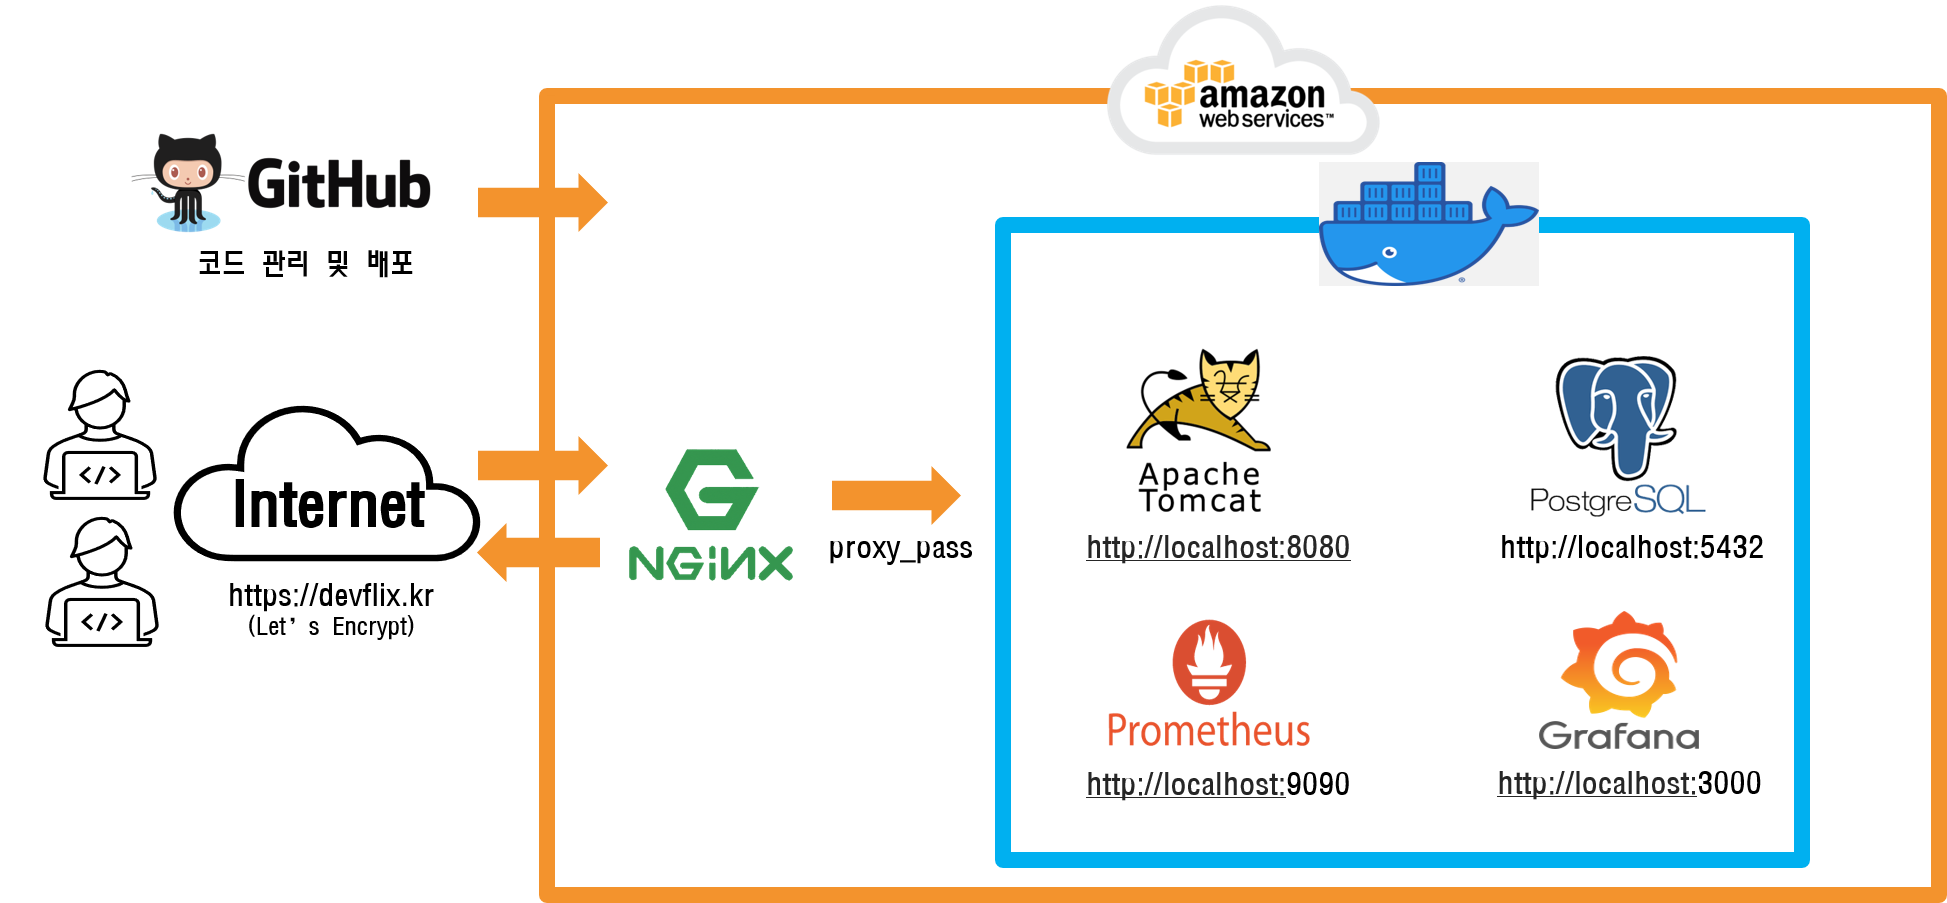 amazon
web services™
GitHub
코드 관리 및 배포
Internet
https://devflix.kr
(Let’s Encrypt)
NGiNX
proxy_pass
Apache
Tomcat
http://localhost:8080
PostgreSQL
http://localhost:5432
Prometheus
http://localhost:9090
Grafana
http://localhost:3000